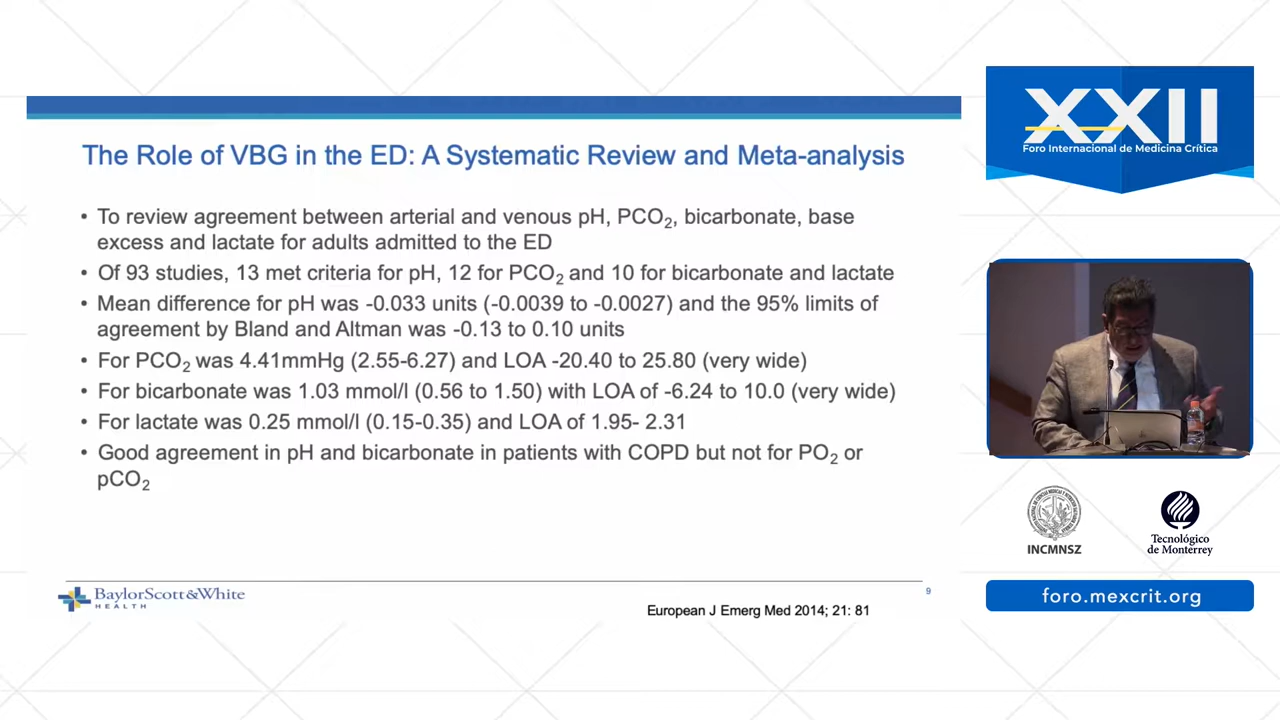 The Role of VBG in the ED: A Systematic Review and Meta-analysis
• To review agreement between arterial and venous pH, PCO₂, bicarbonate, base
excess and lactate for adults admitted to the ED
• Of 93 studies, 13 met criteria for pH, 12 for PCO₂ and 10 for bicarbonate and lactate
• Mean difference for pH was -0.033 units (-0.0039 to -0.0027) and the 95% limits of
agreement by Bland and Altman was -0.13 to 0.10 units
• For PCO₂ was 4.41mmHg (2.55-6.27) and LOA -20.40 to 25.80 (very wide)
• For bicarbonate was 1.03 mmol/l (0.56 to 1.50) with LOA of -6.24 to 10.0 (very wide)
• For lactate was 0.25 mmol/l (0.15-0.35) and LOA of 1.95- 2.31
• Good agreement in pH and bicarbonate in patients with COPD but not for PO₂ or
pCO₂
BaylorScott&White
HEALTH
9
European J Emerg Med 2014; 21: 81
XXII
Foro Internacional de Medicina Crítica
INCMNSZ
Tecnológico
de Monterrey
foro.mexcrit.org